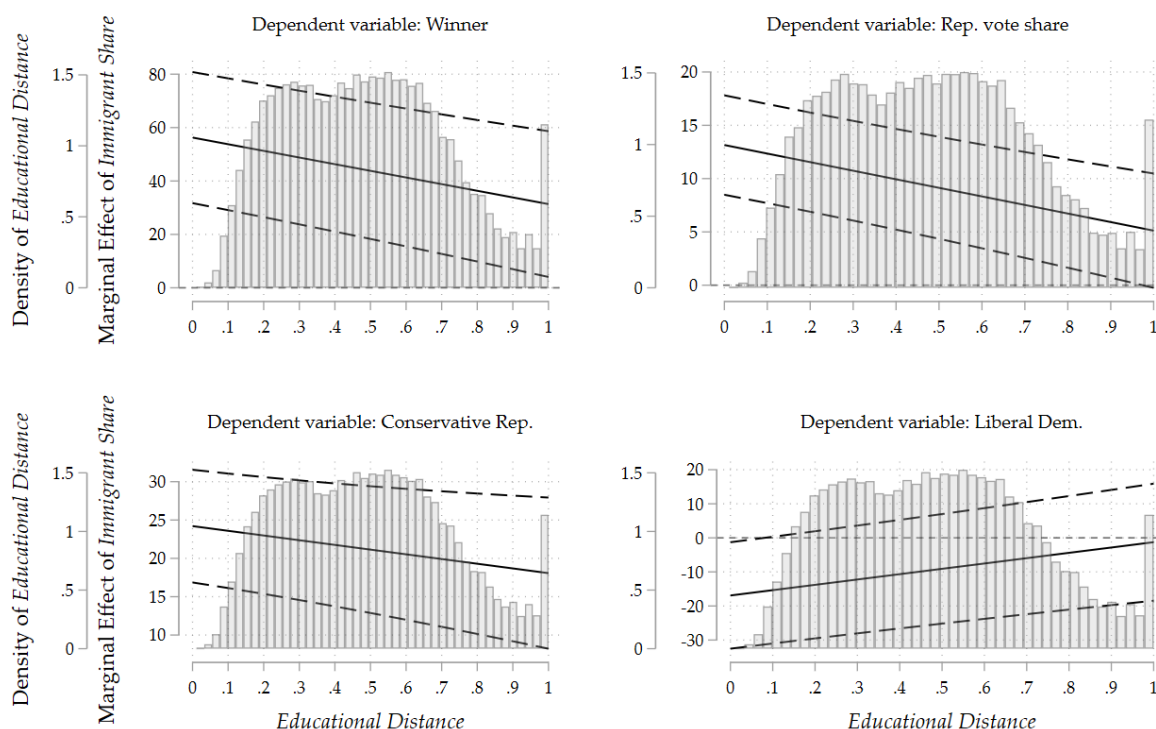 Dependent variable: Winner
Density of Educational Distance
Marginal Effect of Immigrant Share
1.5
1
.5
0
80
60
40
20
0
0 .1 .2 .3 .4 .5 .6 .7 .8 .9 1
Dependent variable: Rep. vote share
1.5
1
.5
0
20
15
10
5
0
0 .1 .2 .3 .4 .5 .6 .7 .8 .9 1
Dependent variable: Conservative Rep.
Density of Educational Distance
Marginal Effect of Immigrant Share
1.5
1
.5
0
30
25
20
15
10
0 .1 .2 .3 .4 .5 .6 .7 .8 .9 1
Educational Distance
Dependent variable: Liberal Dem.
1.5
1
.5
0
20
10
0
-10
-20
-30
0 .1 .2 .3 .4 .5 .6 .7 .8 .9 1
Educational Distance